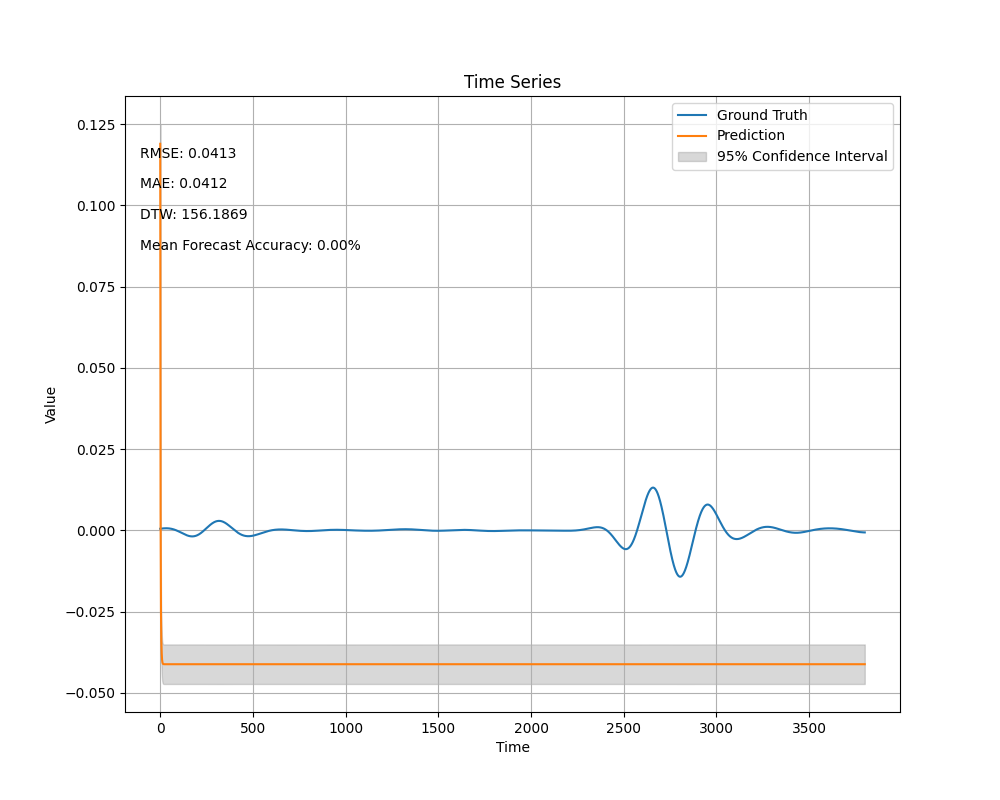 Time Series
Ground Truth
Prediction
95% Confidence Interval
RMSE: 0.0413
MAE: 0.0412
DTW: 156.1869
Mean Forecast Accuracy: 0.00%
0.125
0.100
0.075
0.050
0.025
0.000
−0.025
−0.050
Value
0 500 1000 1500 2000 2500 3000 3500
Time